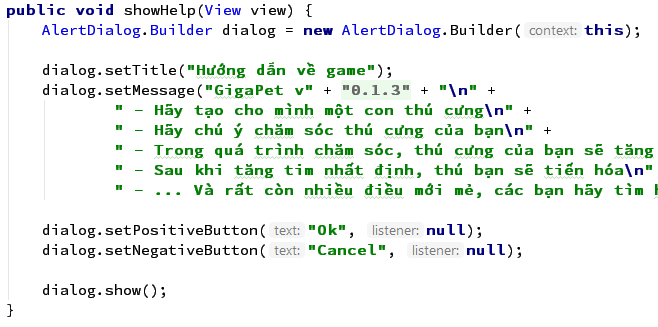 public void showHelp(View view) {
AlertDialog.Builder dialog = new AlertDialog.Builder( context: this);
dialog.setTitle("Hướng dẫn về game");
dialog.setMessage("GigaPet v" + "0.1.3" + "\n" +
" - Hãy tạo cho mình một con thú cưng\n" +
" - Hãy chú ý chăm sóc thú cưng của bạn\n" +
" - Trong quá trình chăm sóc, thú cưng của bạn sẽ tăng
" - Sau khi tăng tim nhất định, thú bạn sẽ tiến hóa\n"
" - ... Và rất còn nhiều điều mới mẻ, các bạn hãy tìm
dialog.setPositiveButton( text: "Ok", listener: null);
dialog.setNegativeButton( text: "Cancel", listener: null);
dialog.show();
}